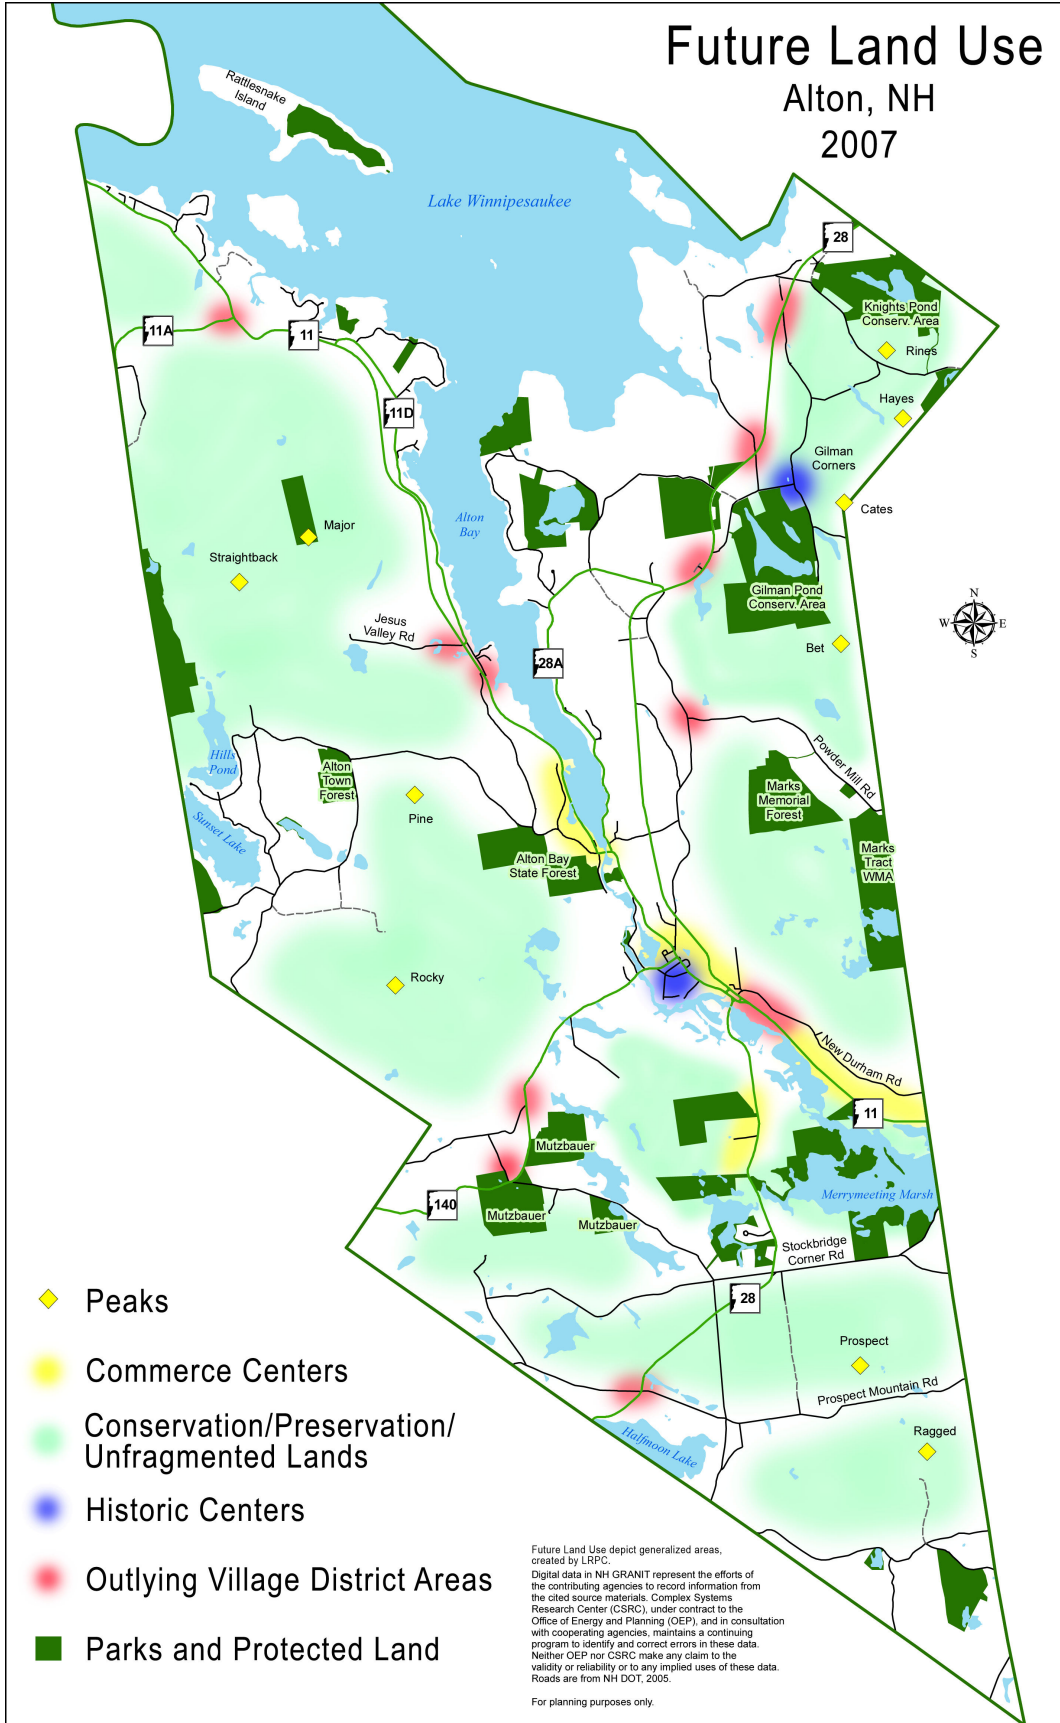 Future Land Use
Alton, NH
2007
Rattlesnake
Island
Lake Winnipesaukee
28
Knights Pond
Conserv. Area
11A
11
Rines
11D
Hayes
Gilman
Corners
Cates
Alton
Bay
Major
Straightback
Gilman Pond
Conserv. Area
N
W
E
S
Jesus
Valley Rd
Bet
28A
Hills
Pond
Alton
Town
Forest
Powder Mill Rd
Marks
Memorial
Forest
Pine
Sunset Lake
Alton Bay
State Forest
Marks
Tract
WMA
Rocky
New Durham Rd
11
Mutzbauer
140
Mutzbauer
Mutzbauer
Merrymeeting Marsh
Stockbridge
Corner Rd
28
Prospect
Prospect Mountain Rd
Ragged
Halfmoon Lake
Peaks
Commerce Centers
Conservation/Preservation/
Unfragmented Lands
Historic Centers
Outlying Village District Areas
Parks and Protected Land
Future Land Use depict generalized areas,
created by LRPC.
Digital data in NH GRANIT represent the efforts of
the contributing agencies to record information from
the cited source materials. Complex Systems
Research Center (CSRC), under contract to the
Office of Energy and Planning (OEP), and in consultation
with cooperating agencies, maintains a continuing
program to identify and correct errors in these data.
Neither OEP nor CSRC make any claim to the
validity or reliability or to any implied uses of these data.
Roads are from NH DOT, 2005.
For planning purposes only.